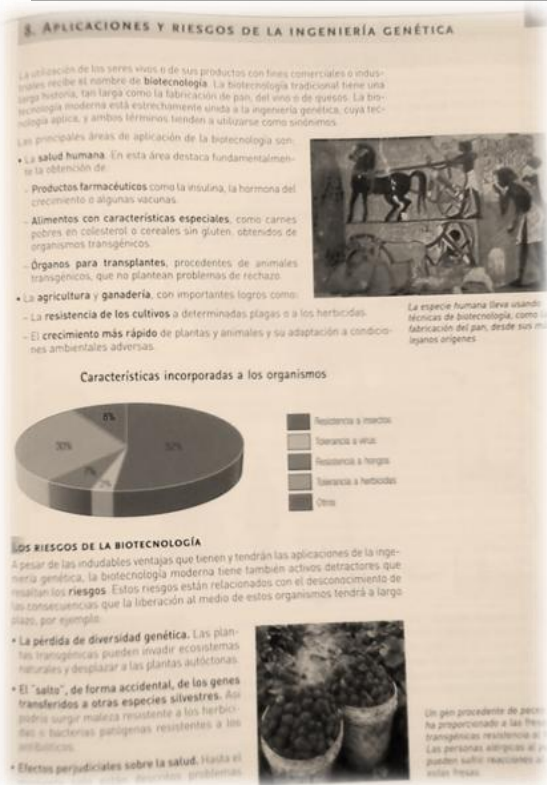 8. APLICACIONES Y RIESGOS DE LA INGENIERÍA GENÉTICA
La utilización de los seres vivos o de sus productos con fines comerciales o indus-
triales recibe el nombre de biotecnología. La biotecnología tradicional tiene una
larga historia, tan larga como la fabricación de pan, del vino o de quesos. La bio-
tecnología moderna está estrechamente unida a la ingeniería genética, cuya tec-
nología aplica, y ambos términos tienden a utilizarse como sinónimos.
Las principales áreas de aplicación de la biotecnología son:
• La salud humana. En esta área destaca fundamentalmen-
te la obtención de:
- Productos farmacéuticos como la insulina, la hormona del
crecimiento o algunas vacunas.
- Alimentos con características especiales, como carnes
pobres en colesterol o cereales sin gluten, obtenidos de
organismos transgénicos.
- Órganos para transplantes, procedentes de animales
transgénicos, que no plantean problemas de rechazo.
• La agricultura y ganadería, con importantes logros como:
- La resistencia de los cultivos a determinadas plagas o a los herbicidas.
- El crecimiento más rápido de plantas y animales y su adaptación a condicio-
nes ambientales adversas.
La especie humana lleva usando
técnicas de biotecnología, como la
fabricación del pan, desde sus
lejanos orígenes.
Características incorporadas a los organismos
8%
30%
52%
7%
2%
Resistencia a insectos
Tolerancia a virus
Resistencia a hongos
Tolerancia a herbicidas
Otros
LOS RIESGOS DE LA BIOTECNOLOGÍA
A pesar de las indudables ventajas que tienen y tendrán las aplicaciones de la inge-
niería genética, la biotecnología moderna tiene también activos detractores que
resaltan los riesgos. Estos riesgos están relacionados con el desconocimiento de
las consecuencias que la liberación al medio de estos organismos tendrá a largo
plazo, por ejemplo:
• La pérdida de diversidad genética. Las plan-
tas transgénicas pueden invadir ecosistemas
naturales y desplazar a las plantas autóctonas.
• El "salto", de forma accidental, de los genes
transferidos a otras especies silvestres. Así
podría surgir maleza resistente a los herbici-
das o bacterias patógenas resistentes a los
antibióticos.
• Efectos perjudiciales sobre la salud. Hasta el
problemas
Un gen procedente de
ha proporcionado a las
transgénicas resistencia al
Las personas alérgicas al
pueden sufrir reacciones
estas fresas.